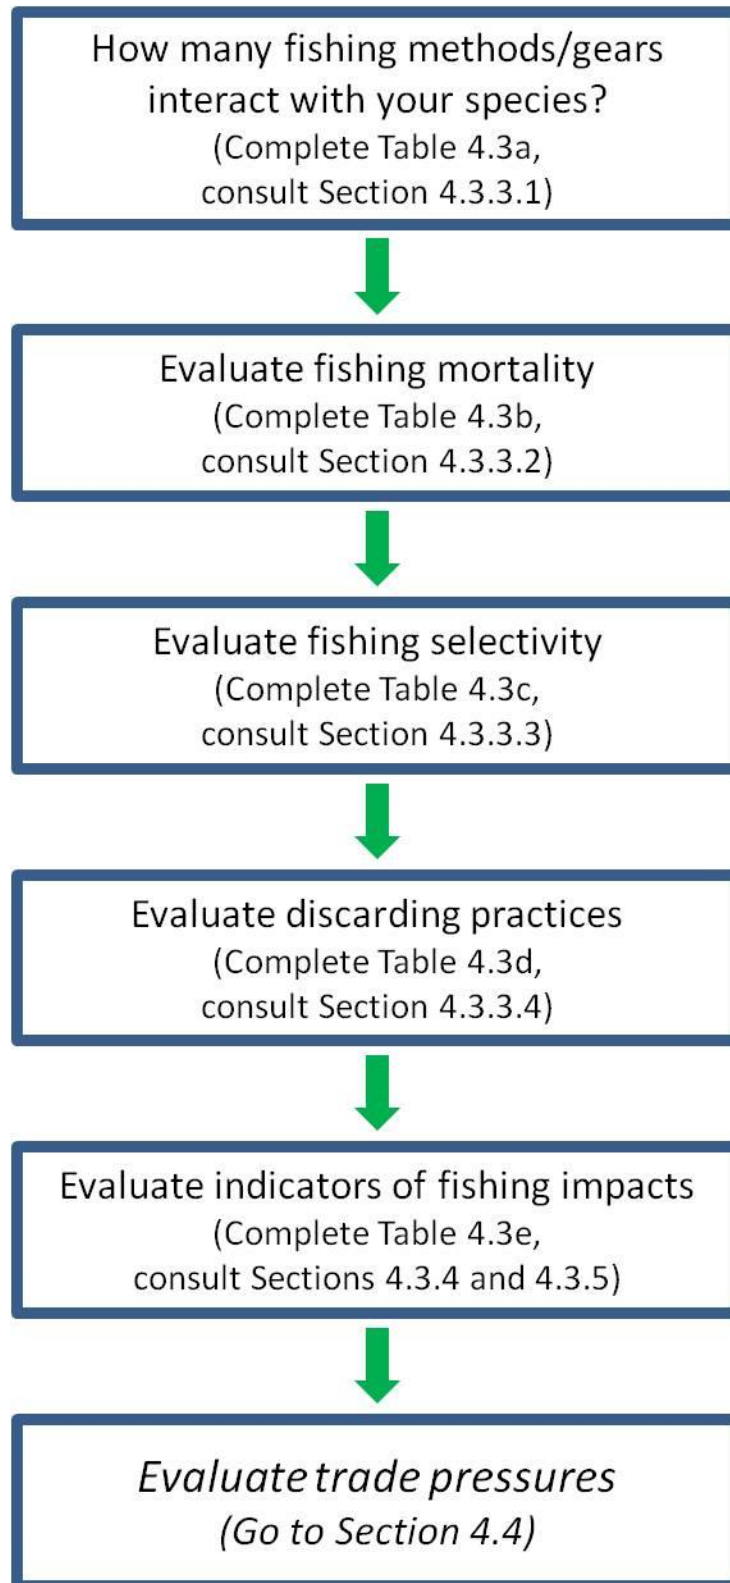 How many fishing methods/gears
interact with your species?
(Complete Table 4.3a,
consult Section 4.3.3.1)
Evaluate fishing mortality
(Complete Table 4.3b,
consult Section 4.3.3.2)
Evaluate fishing selectivity
(Complete Table 4.3c,
consult Section 4.3.3.3)
Evaluate discarding practices
(Complete Table 4.3d,
consult Section 4.3.3.4)
Evaluate indicators of fishing impacts
(Complete Table 4.3e,
consult Sections 4.3.4 and 4.3.5)
Evaluate trade pressures
(Go to Section 4.4)